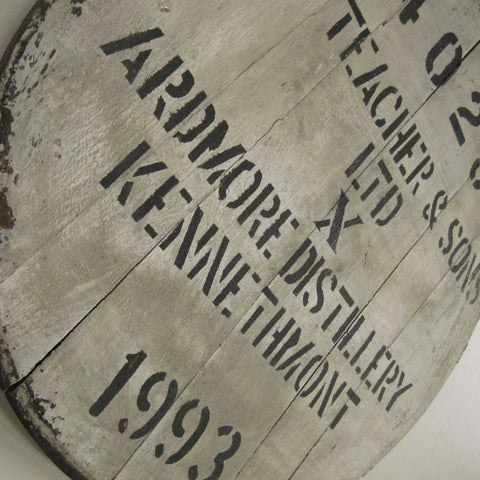 TEACHER & SONS
LTD
X
ARDMORE DISTILLERY
KENNETHMONT
1993